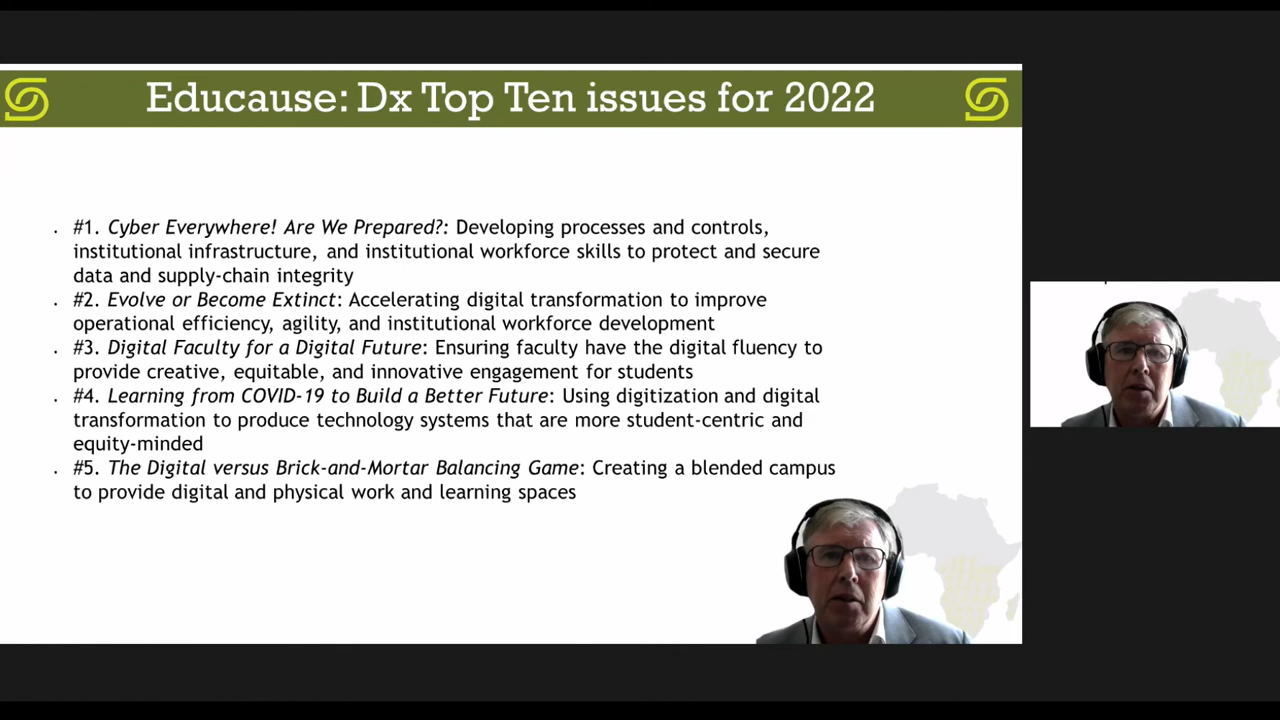 Educause: Dx Top Ten issues for 2022
#1. Cyber Everywhere! Are We Prepared?: Developing processes and controls,
institutional infrastructure, and institutional workforce skills to protect and secure
data and supply-chain integrity
#2. Evolve or Become Extinct: Accelerating digital transformation to improve
operational efficiency, agility, and institutional workforce development
#3. Digital Faculty for a Digital Future: Ensuring faculty have the digital fluency to
provide creative, equitable, and innovative engagement for students
#4. Learning from COVID-19 to Build a Better Future: Using digitization and digital
transformation to produce technology systems that are more student-centric and
equity-minded
#5. The Digital versus Brick-and-Mortar Balancing Game: Creating a blended campus
to provide digital and physical work and learning spaces